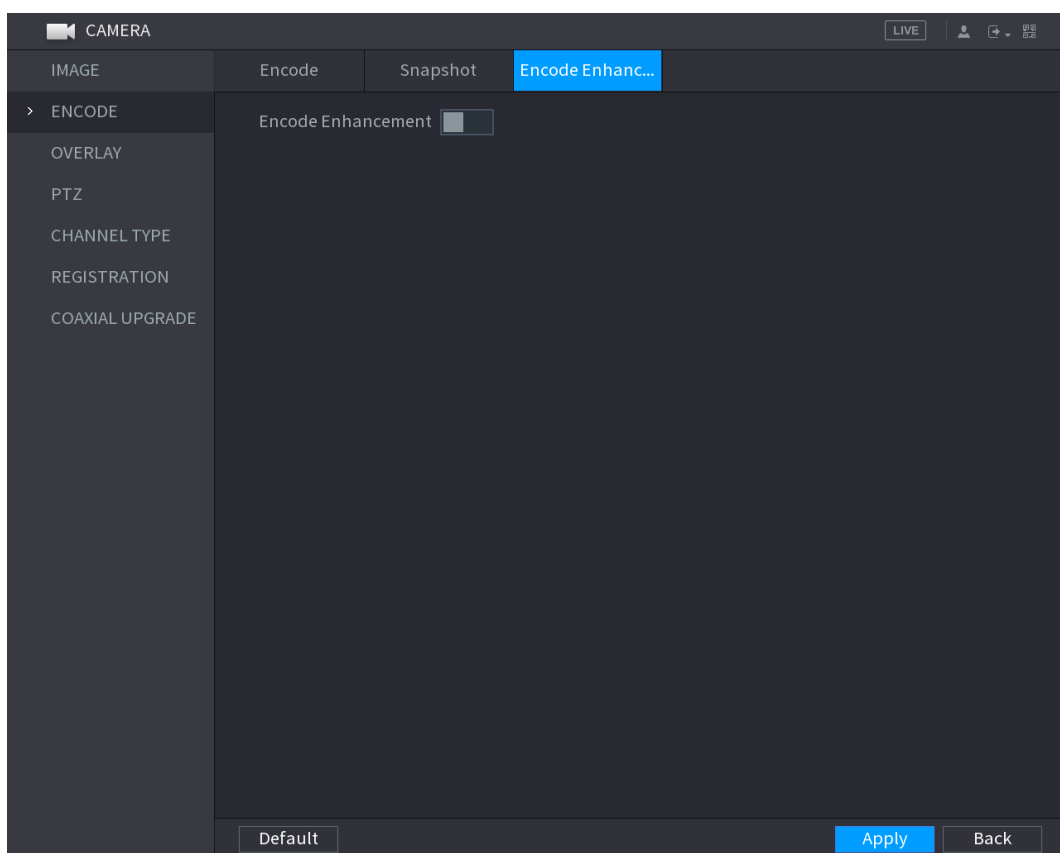 CAMERA
LIVE
IMAGE
ENCODE
OVERLAY
PTZ
CHANNEL TYPE
REGISTRATION
COAXIAL UPGRADE
Encode Snapshot Encode Enhanc...
Encode Enhancement
Default Apply Back